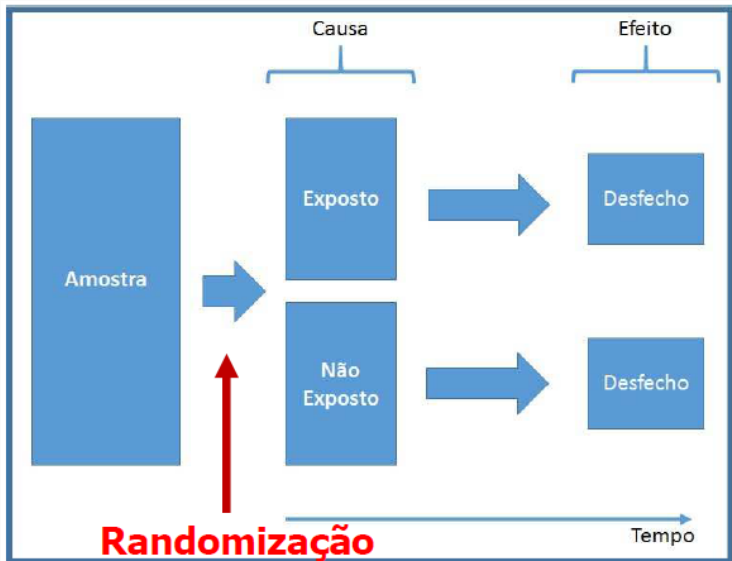 Causa
Efeito
Amostra
Exposto
Desfecho
Não
Exposto
Desfecho
Tempo
Randomização